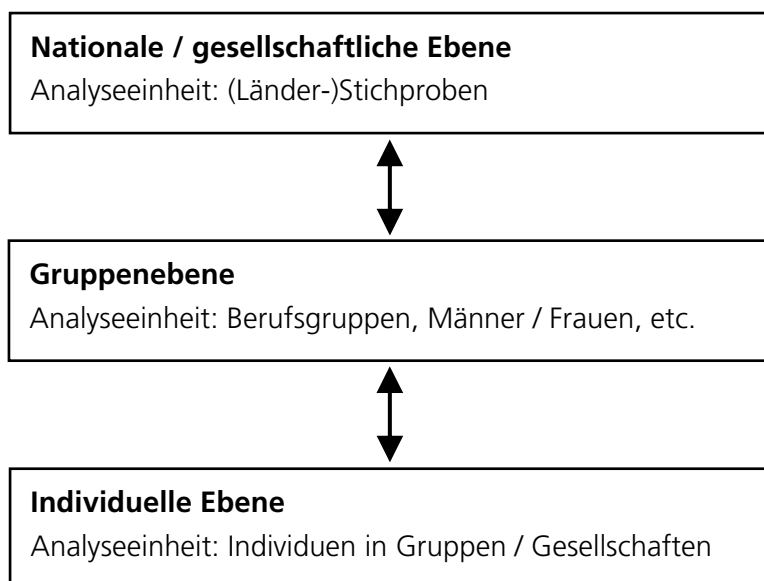 Nationale / gesellschaftliche Ebene
Analyseeinheit: (Länder-)Stichproben
Gruppenebene
Analyseeinheit: Berufsgruppen, Männer / Frauen, etc.
Individuelle Ebene
Analyseeinheit: Individuen in Gruppen / Gesellschaften